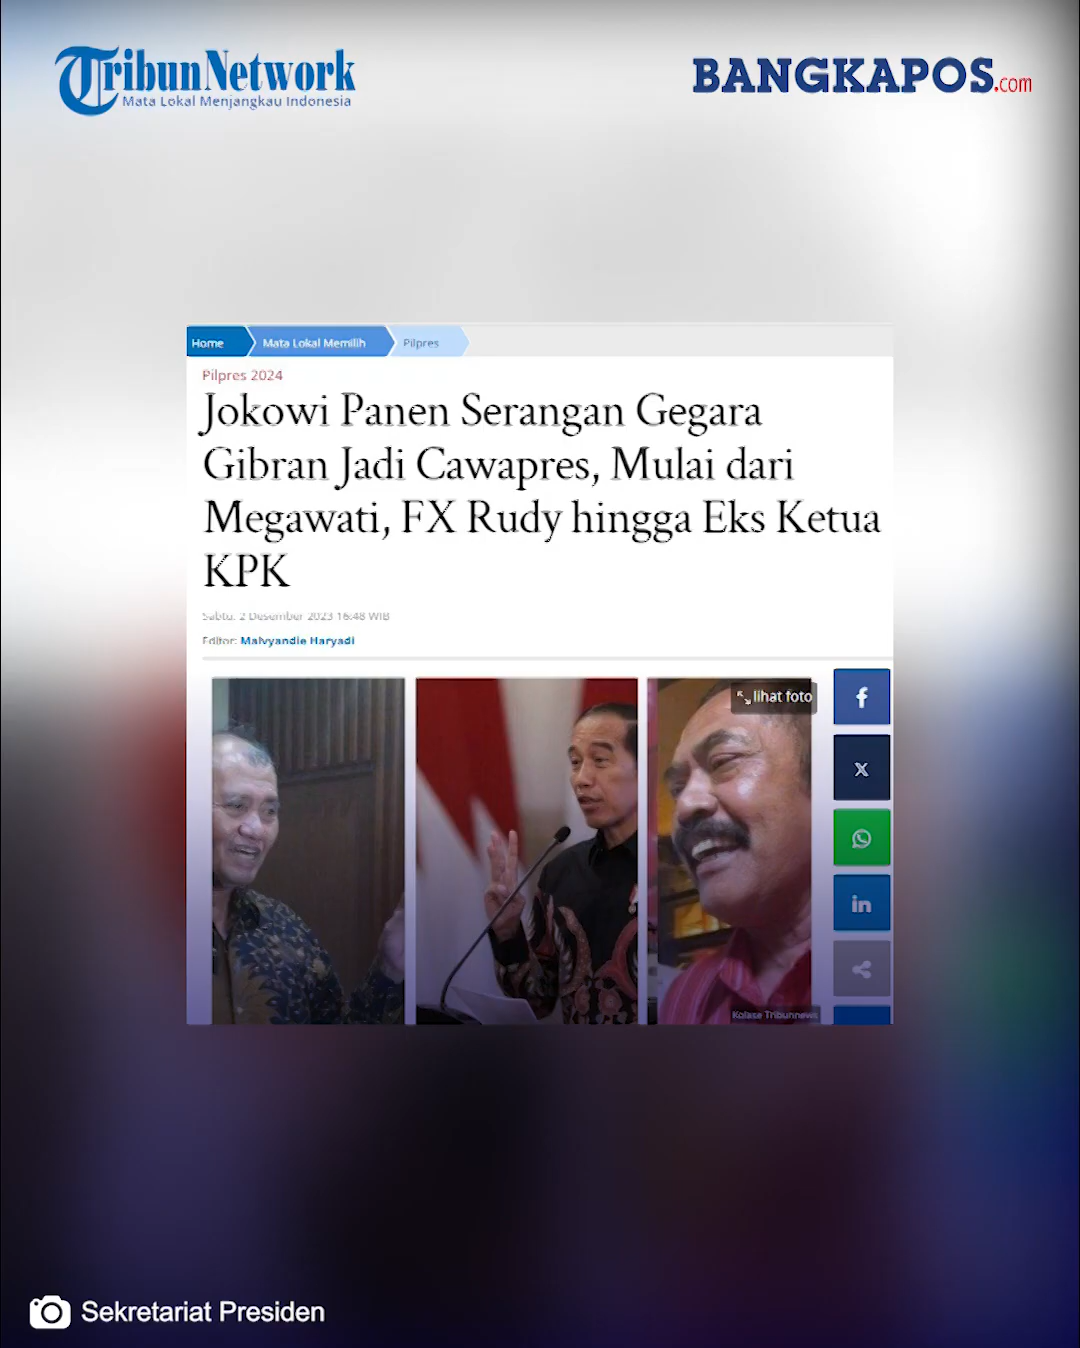 Tribun Network
Mata Lokal Menjangkau Indonesia
BANGKAPOS.com
Home
Mata Lokal Memilih
Pilpres
Pilpres 2024
Jokowi Panen Serangan Gegara
Gibran Jadi Cawapres, Mulai dari
Megawati, FX Rudy hingga Eks Ketua
KPK
Sabtu, 2 Desember 2023 16:48 WIB
Editor: Malvyandie Haryadi
lihat foto
Kolase Tribunnews
Sekretariat Presiden